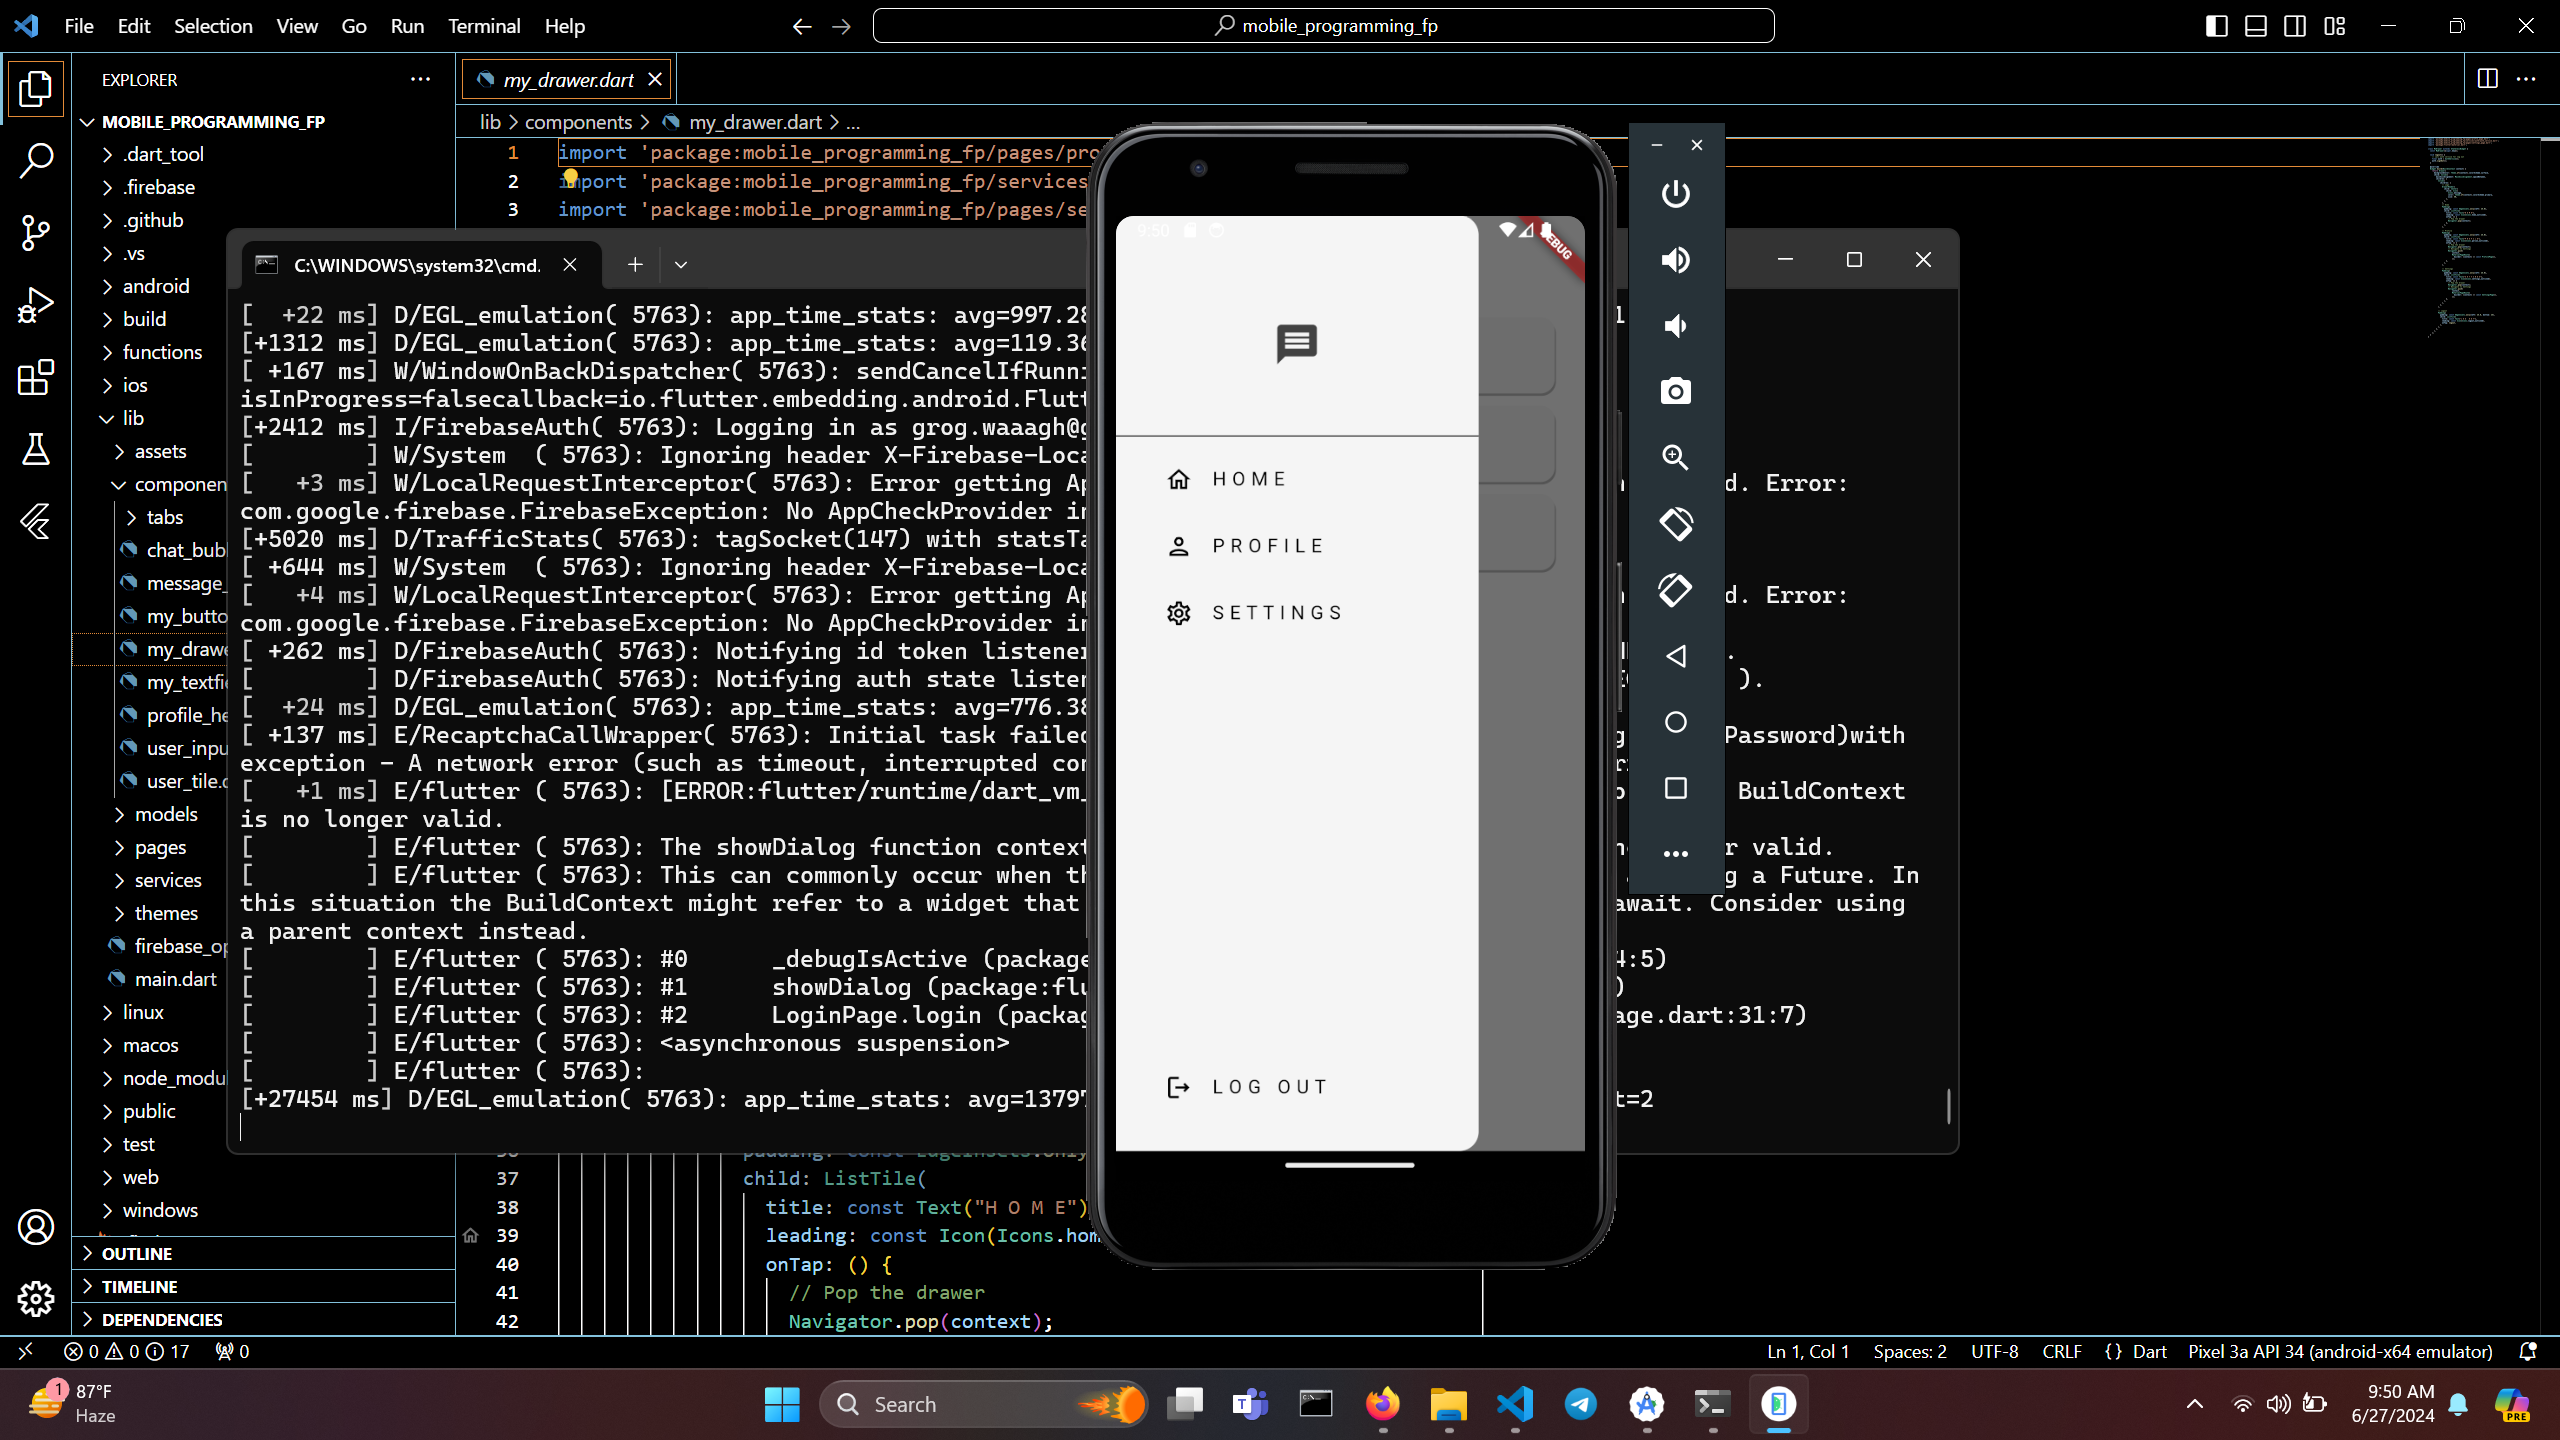 File Edit Selection View Go Run Terminal Help
mobile_programming_fp
EXPLORER
MOBILE_PROGRAMMING_FP
.dart_tool
.firebase
.github
.vs
android
build
functions
ios
lib
assets
componen
tabs
chat_bub
message_
my_butto
my_drawe
my_textfie
profile_he
user_inpu
user_tile.d
models
pages
services
themes
firebase_op
main.dart
linux
macos
node_modu
public
test
web
windows
OUTLINE
TIMELINE
DEPENDENCIES
my_drawer.dart
lib > components > my_drawer.dart > ...
1 import 'package:mobile_programming_fp/pages/pro
2 import 'package:mobile_programming_fp/services
3 import 'package:mobile_programming_fp/pages/se
C:\WINDOWS\system32\cmd.
[ +22 ms] D/EGL_emulation( 5763): app_time_stats: avg=997.28
[+1312 ms] D/EGL_emulation( 5763): app_time_stats: avg=119.36
[ +167 ms] W/WindowOnBackDispatcher( 5763): sendCancelIfRunni
isInProgress=falsecallback=io.flutter.embedding.android.Flutt
[+2412 ms] I/FirebaseAuth( 5763): Logging in as grog.waaagh@g
[ ] W/System ( 5763): Ignoring header X-Firebase-Loca
[ +3 ms] W/LocalRequestInterceptor( 5763): Error getting Ap d. Error:
com.google.firebase.FirebaseException: No AppCheckProvider in
[+5020 ms] D/TrafficStats( 5763): tagSocket(147) with statsTa
[ +644 ms] W/System ( 5763): Ignoring header X-Firebase-Loca
[ +4 ms] W/LocalRequestInterceptor( 5763): Error getting Ap d. Error:
com.google.firebase.FirebaseException: No AppCheckProvider in
[ +262 ms] D/FirebaseAuth( 5763): Notifying id token listener .
[ ] D/FirebaseAuth( 5763): Notifying auth state listen ).
[ +24 ms] D/EGL_emulation( 5763): app_time_stats: avg=776.38
[ +137 ms] E/RecaptchaCallWrapper( 5763): Initial task failed Password)with
exception - A network error (such as timeout, interrupted con
[ +1 ms] E/flutter ( 5763): [ERROR:flutter/runtime/dart_vm_ BuildContext
is no longer valid.
[ ] E/flutter ( 5763): The showDialog function context r valid.
[ ] E/flutter ( 5763): This can commonly occur when th g a Future. In
this situation the BuildContext might refer to a widget that await. Consider using
a parent context instead.
[ ] E/flutter ( 5763): #0 _debugIsActive (package 4:5)
[ ] E/flutter ( 5763): #1 showDialog (package:flu )
[ ] E/flutter ( 5763): #2 LoginPage.login (packag age.dart:31:7)
[ ] E/flutter ( 5763): <asynchronous suspension>
[ ] E/flutter ( 5763):
[+27454 ms] D/EGL_emulation( 5763): app_time_stats: avg=13797 t=2
9:50
HOME
PROFILE
SETTINGS
LOG OUT
37 child: ListTile(
38 title: const Text("H O M E")
39 leading: const Icon(Icons.hom
40 onTap: () {
41 // Pop the drawer
42 Navigator.pop(context);
0 0 17 0
Ln 1, Col 1 Spaces: 2 UTF-8 CRLF {} Dart Pixel 3a API 34 (android-x64 emulator)
1 87°F
Haze
Search
9:50 AM
6/27/2024
PRE